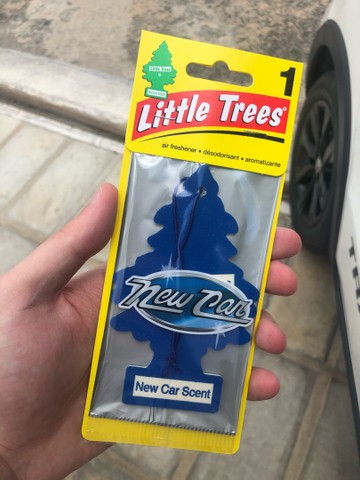 1
Little Trees
Little Trees®
air freshener • désodorisant • aromatizante
New Car
New Car Scent